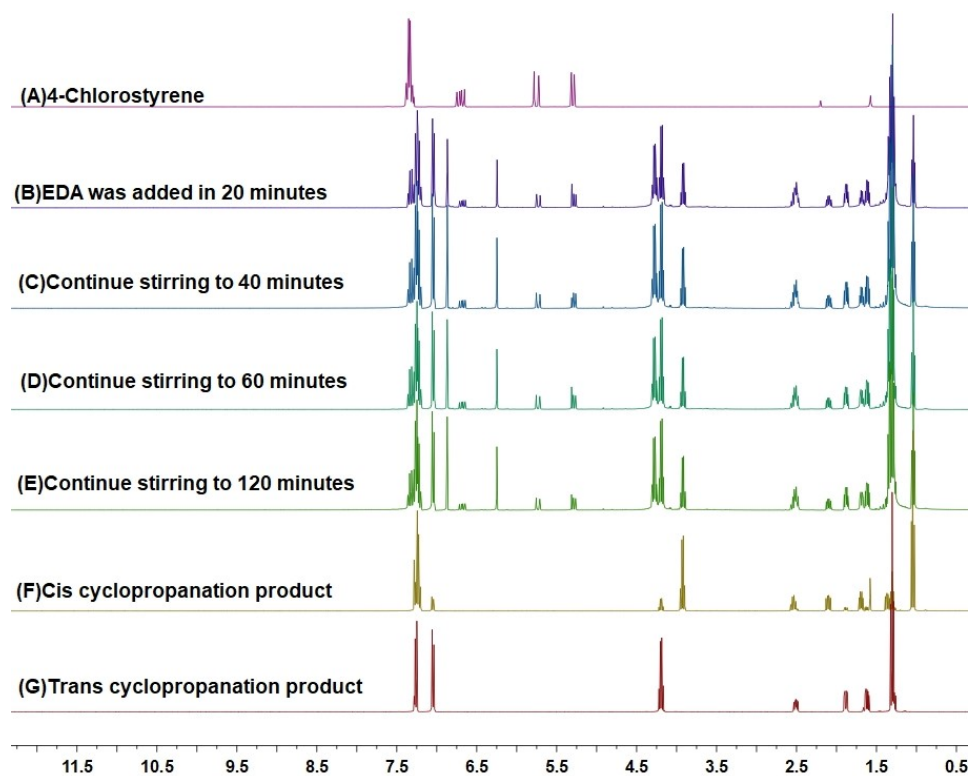 (A)4-Chlorostyrene
(B)EDA was added in 20 minutes
(C)Continue stirring to 40 minutes
(D)Continue stirring to 60 minutes
(E)Continue stirring to 120 minutes
(F)Cis cyclopropanation product
(G)Trans cyclopropanation product
11.5 10.5 9.5 8.5 7.5 6.5 5.5 4.5 3.5 2.5 1.5 0.5